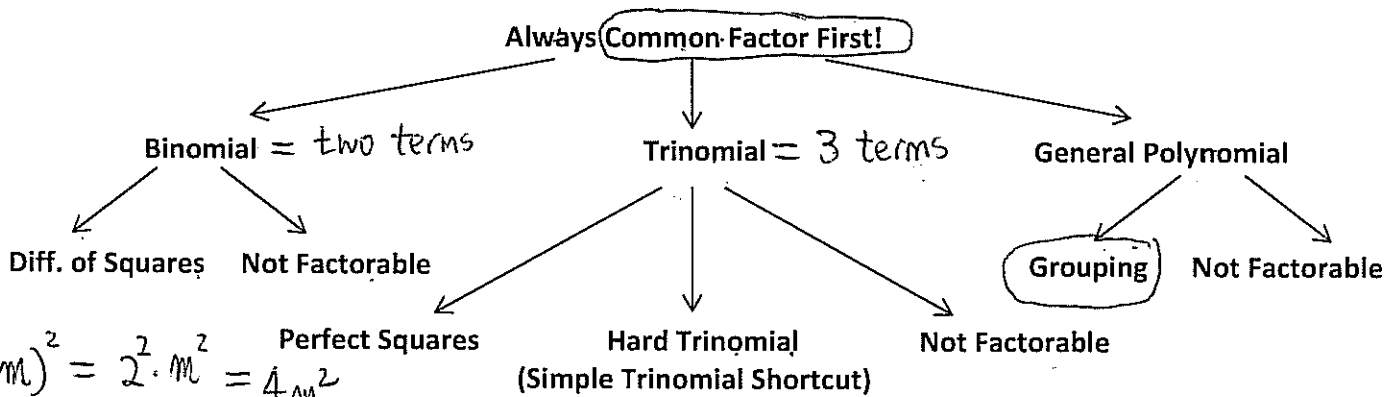 Always Common Factor First!
Binomial = two terms
Trinomial = 3 terms
General Polynomial
Diff. of Squares
Not Factorable
Grouping
Not Factorable
Perfect Squares
Hard Trinomial
(Simple Trinomial Shortcut)
Not Factorable
m)² = 2² · m² = 4m²